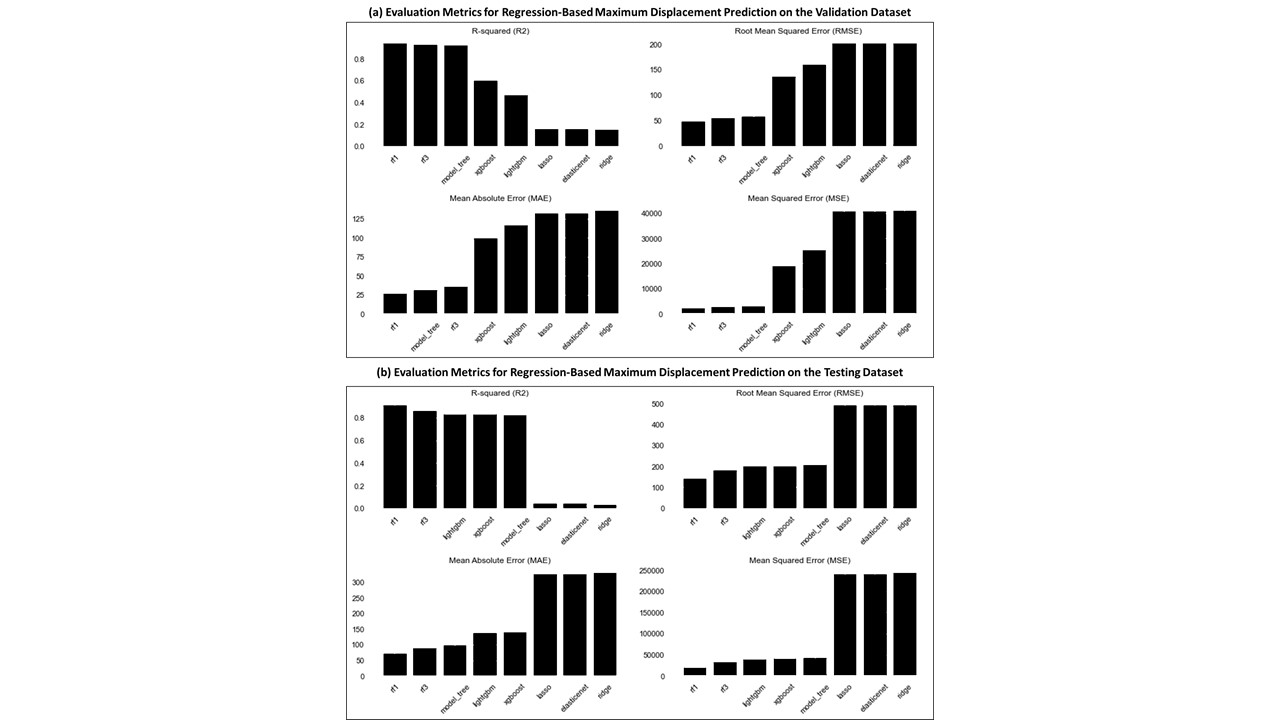 (a) Evaluation Metrics for Regression-Based Maximum Displacement Prediction on the Validation Dataset
R-squared (R2)
0.8
0.6
0.4
0.2
0.0
rf1
rf3
model_tree
xgboost
lightgbm
lasso
elasticenet
ridge
Root Mean Squared Error (RMSE)
200
150
100
50
0
rf1
rf3
model_tree
xgboost
lightgbm
lasso
elasticenet
ridge
Mean Absolute Error (MAE)
125
100
75
50
25
0
rf1
model_tree
rf3
xgboost
lightgbm
lasso
elasticenet
ridge
Mean Squared Error (MSE)
40000
30000
20000
10000
0
rf1
rf3
model_tree
xgboost
lightgbm
lasso
elasticenet
ridge
(b) Evaluation Metrics for Regression-Based Maximum Displacement Prediction on the Testing Dataset
R-squared (R2)
0.8
0.6
0.4
0.2
0.0
rf1
rf3
lightgbm
xgboost
model_tree
lasso
elasticenet
ridge
Root Mean Squared Error (RMSE)
500
400
300
200
100
0
rf1
rf3
lightgbm
xgboost
model_tree
lasso
elasticenet
ridge
Mean Absolute Error (MAE)
300
250
200
150
100
50
0
rf1
rf3
model_tree
lightgbm
xgboost
lasso
elasticenet
ridge
Mean Squared Error (MSE)
250000
200000
150000
100000
50000
0
rf1
rf3
lightgbm
xgboost
model_tree
lasso
elasticenet
ridge